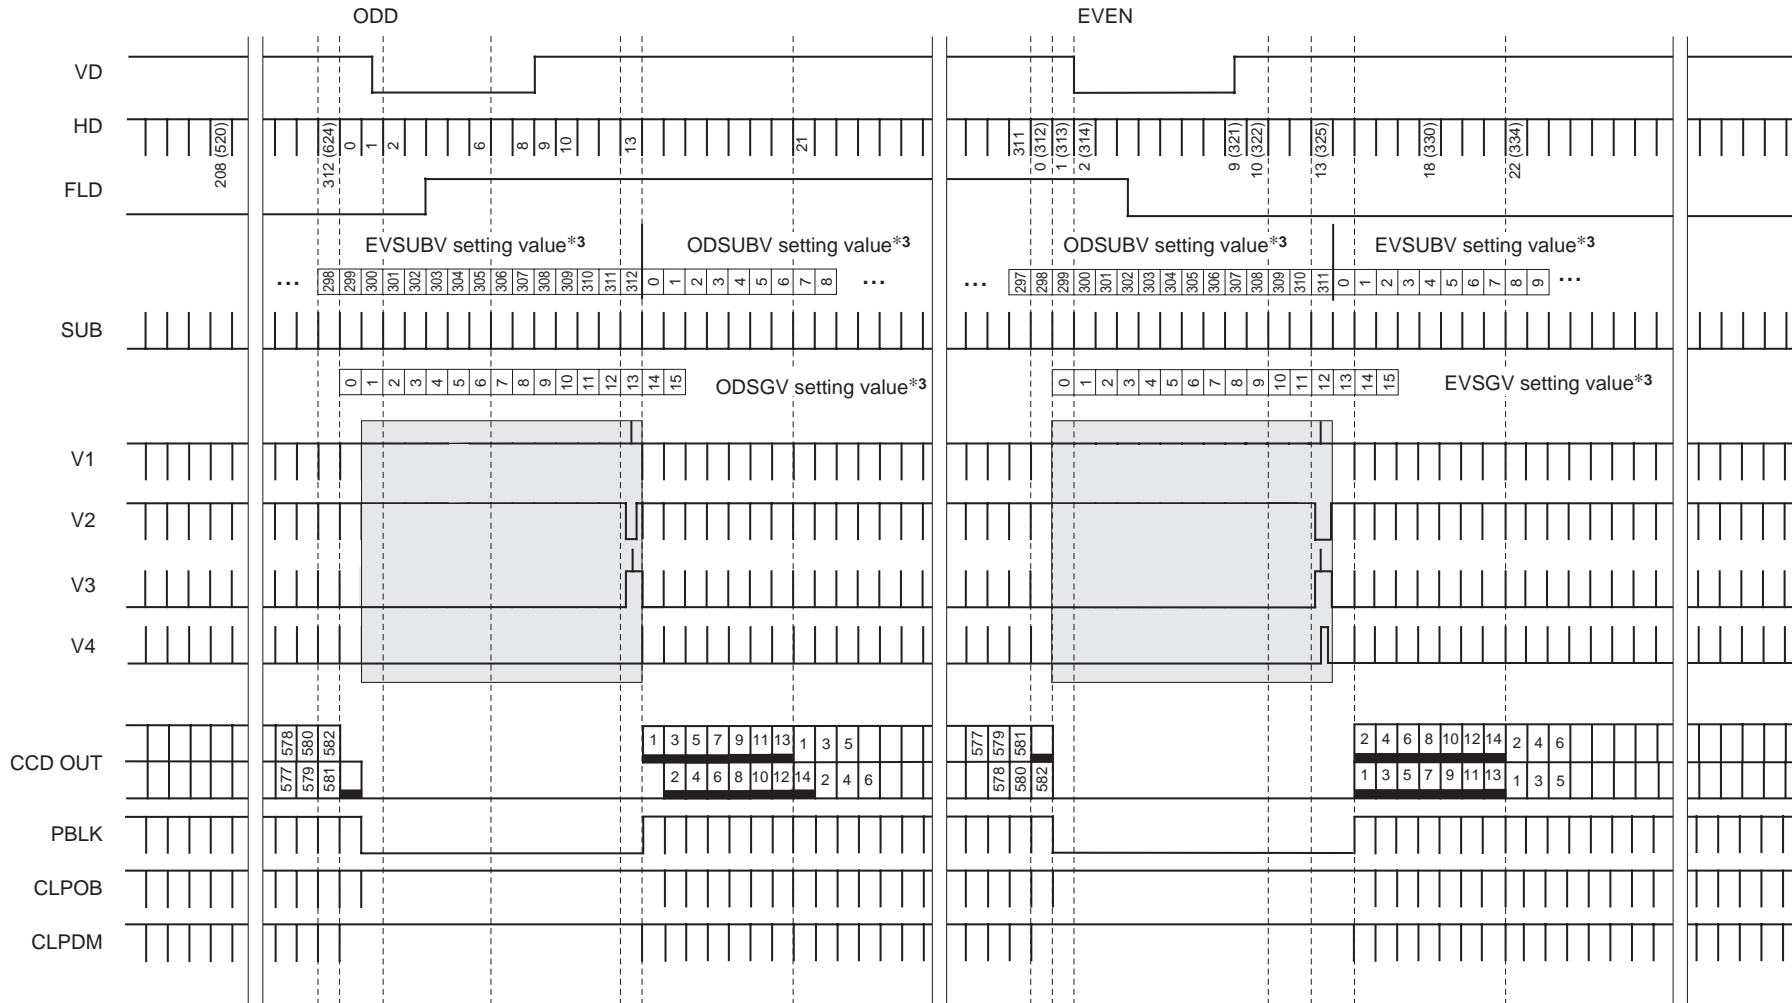 ODD EVEN
VD
HD
208 (520) 312 (624) 0 1 2 6 8 9 10 13 21 311 0 (312) 1 (313) 2 (314) 9 (321) 10 (322) 13 (325) 18 (330) 22 (334)
FLD
EVSUBV setting value*3 ODSUBV setting value*3 ODSUBV setting value*3 EVSUBV setting value*3
... 298 299 300 301 302 303 304 305 306 307 308 309 310 311 312 0 1 2 3 4 5 6 7 8 ... ... 297 298 299 300 301 302 303 304 305 306 307 308 309 310 311 0 1 2 3 4 5 6 7 8 9 ...
SUB
0 1 2 3 4 5 6 7 8 9 10 11 12 13 14 15 ODSGV setting value*3 0 1 2 3 4 5 6 7 8 9 10 11 12 13 14 15 EVSGV setting value*3
V1
V2
V3
V4
578 580 582 1 3 5 7 9 11 13 1 3 5 577 579 581 2 4 6 8 10 12 14 2 4 6
CCD OUT
577 579 581 2 4 6 8 10 12 14 2 4 6 578 580 582 1 3 5 7 9 11 13 1 3 5
PBLK
CLPOB
CLPDM